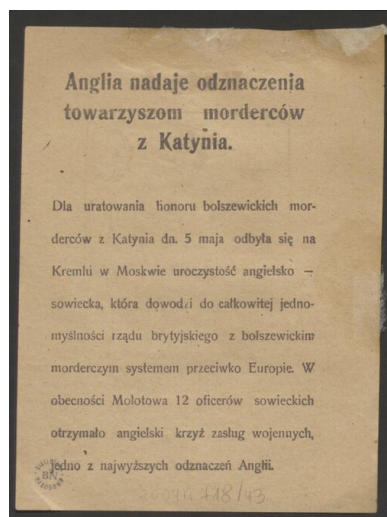 Anglia nadaje odznaczenia
towarzyszom morderców
z Katynia.
Dla uratowania honoru bolszewickich mor-
derców z Katynia dn. 5 maja odbyła się na
Kremlu w Moskwie uroczystość angielsko —
sowiecka, która dowodzi do całkowitej jedno-
myślności rządu brytyjskiego z bolszewickim
morderczym systemem przeciwko Europie. W
obecności Molotowa 12 oficerów sowieckich
otrzymało angielski krzyż zasług wojennych,
jedno z najwyższych odznaczeń Anglii.
BN